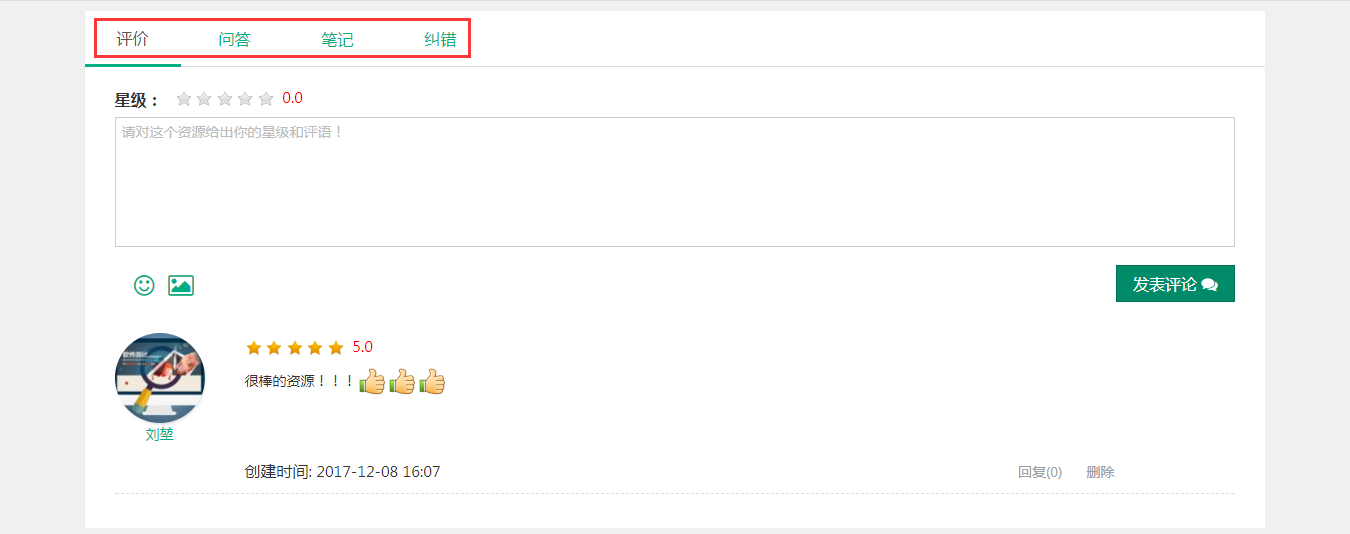 评价 问答 笔记 纠错
星级： 0.0
请对这个资源给出你的星级和评语！
发表评论
5.0
很棒的资源！！！
刘堃
创建时间: 2017-12-08 16:07 回复(0) 删除